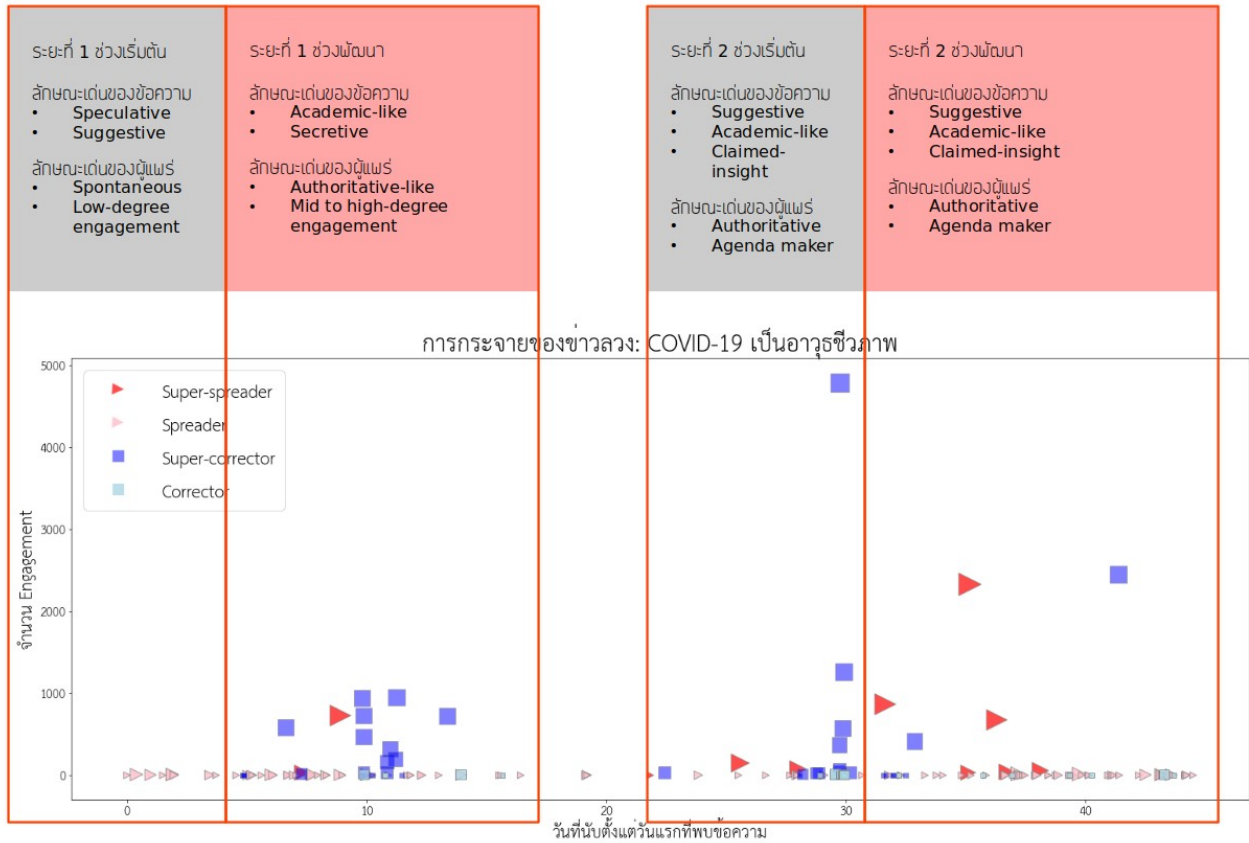 ระยะที่ 1 ช่วงเริ่มต้น
ลักษณะเด่นของข้อความ
• Speculative
• Suggestive
ลักษณะเด่นของผู้แพร่
• Spontaneous
• Low-degree
engagement
ระยะที่ 1 ช่วงพัฒนา
ลักษณะเด่นของข้อความ
• Academic-like
• Secretive
ลักษณะเด่นของผู้แพร่
• Authoritative-like
• Mid to high-degree
engagement
ระยะที่ 2 ช่วงเริ่มต้น
ลักษณะเด่นของข้อความ
• Suggestive
• Academic-like
• Claimed-
insight
ลักษณะเด่นของผู้แพร่
• Authoritative
• Agenda maker
ระยะที่ 2 ช่วงพัฒนา
ลักษณะเด่นของข้อความ
• Suggestive
• Academic-like
• Claimed-insight
ลักษณะเด่นของผู้แพร่
• Authoritative
• Agenda maker
การกระจายของข่าวลวง: COVID-19 เป็นอาวุธชีวภาพ
Super-spreader
Spreader
Super-corrector
Corrector
จำนวน Engagement
5000
4000
3000
2000
1000
0
0 10 20 30 40
วันที่นับตั้งแต่วันแรกที่พบข้อความ